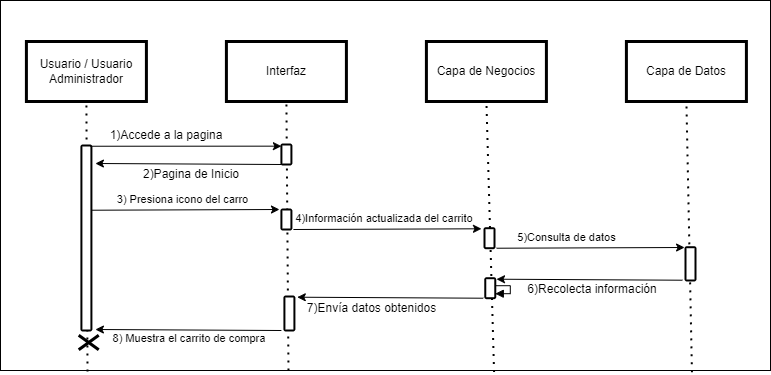 Usuario / Usuario
Administrador
Interfaz
Capa de Negocios
Capa de Datos
1)Accede a la pagina
2)Pagina de Inicio
3) Presiona icono del carro
4)Información actualizada del carrito
5)Consulta de datos
6)Recolecta información
7)Envía datos obtenidos
8) Muestra el carrito de compra